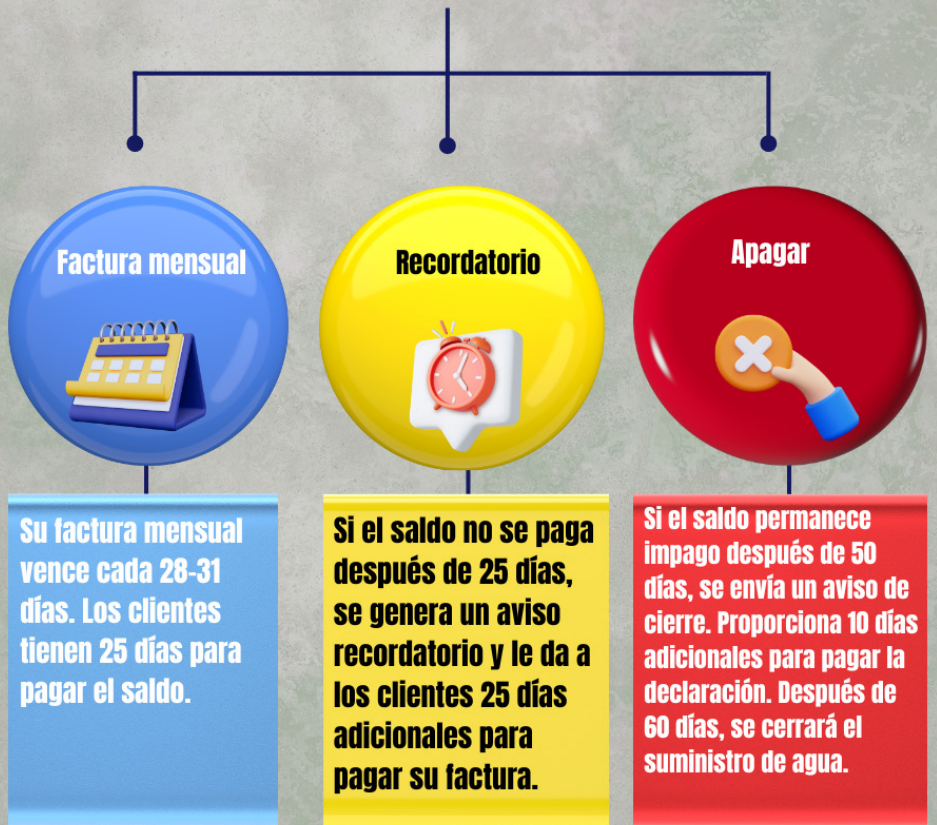 Factura mensual
Su factura mensual
vence cada 28-31
días. Los clientes
tienen 25 días para
pagar el saldo.
Recordatorio
Si el saldo no se paga
después de 25 días,
se genera un aviso
recordatorio y le da a
los clientes 25 días
adicionales para
pagar su factura.
Apagar
Si el saldo permanece
impago después de 50
días, se envía un aviso de
cierre. Proporciona 10 días
adicionales para pagar la
declaración. Después de
60 días, se cerrará el
suministro de agua.